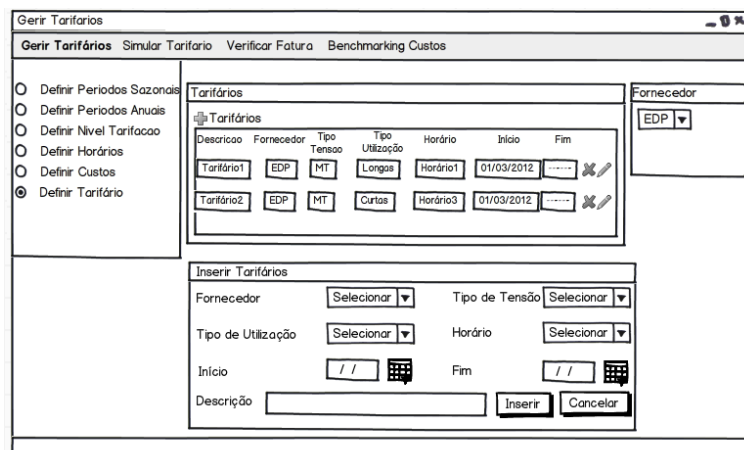 Gerir Tarifarios
Gerir Tarifários Simular Tarifario Verificar Fatura Benchmarking Custos
Definir Periodos Sazonais
Definir Periodos Anuais
Definir Nivel Tarifacao
Definir Horários
Definir Custos
Definir Tarifário
Tarifários
Tarifários
Descricao Fornecedor Tipo Tensao Tipo Utilização Horário Início Fim
Tarifário1 EDP MT Longas Horário1 01/03/2012 ------
Tarifário2 EDP MT Curtas Horário3 01/03/2012 ------
Fornecedor
EDP
Inserir Tarifários
Fornecedor Selecionar Tipo de Tensão Selecionar
Tipo de Utilização Selecionar Horário Selecionar
Início / / Fim / /
Descrição Inserir Cancelar